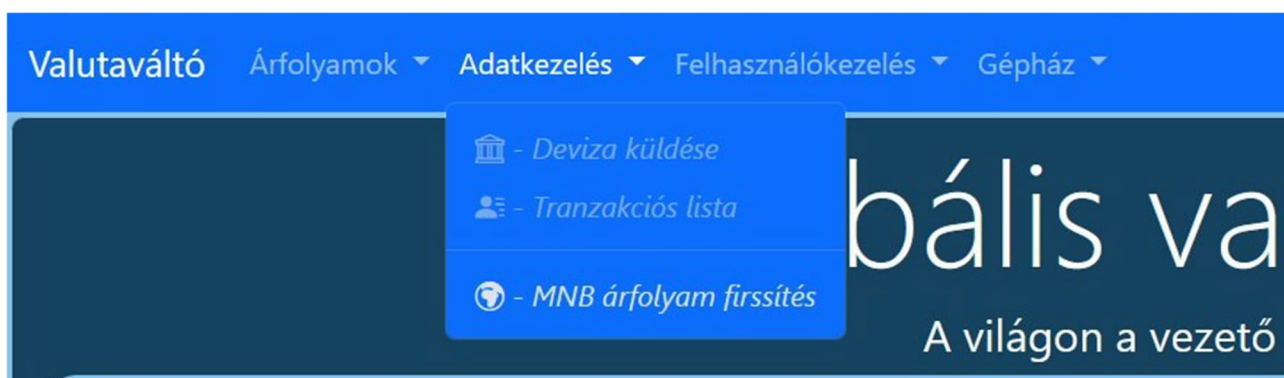 Valutaváltó Árfolyamok Adatkezelés Felhasználókezelés Gépház
- Deviza küldése
- Tranzakciós lista
bális va
- MNB árfolyam firssítés
A világon a vezető